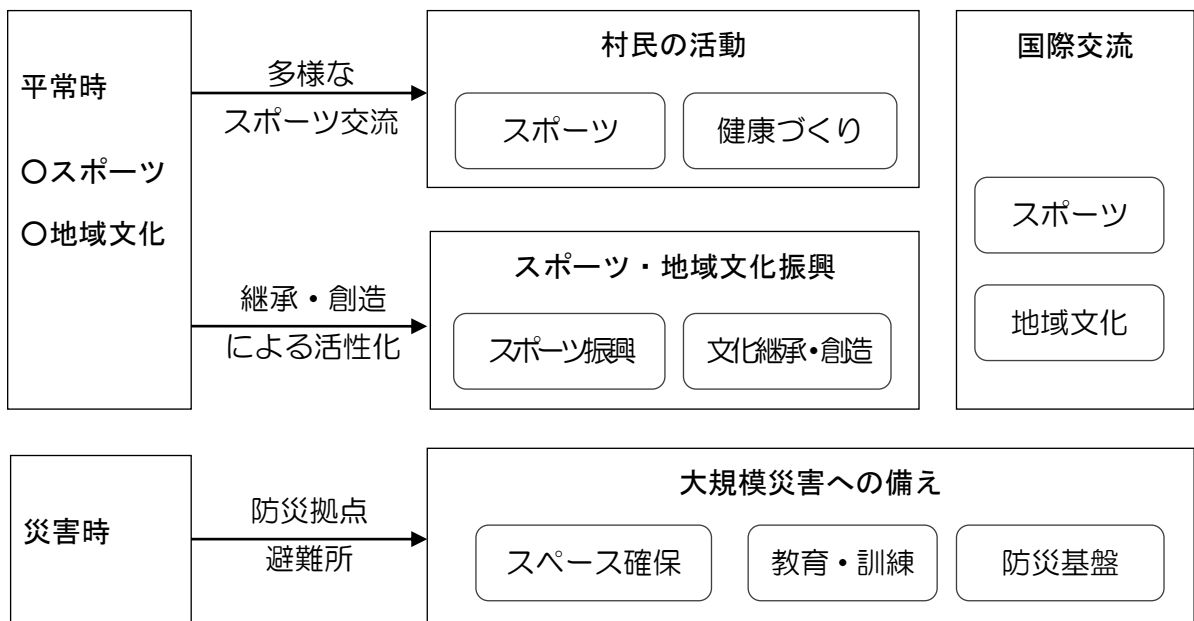 平常時
〇スポーツ
〇地域文化
多様な
スポーツ交流
村民の活動
スポーツ
健康づくり
継承・創造
による活性化
スポーツ・地域文化振興
スポーツ振興
文化継承・創造
国際交流
スポーツ
地域文化
災害時
防災拠点
避難所
大規模災害への備え
スペース確保
教育・訓練
防災基盤